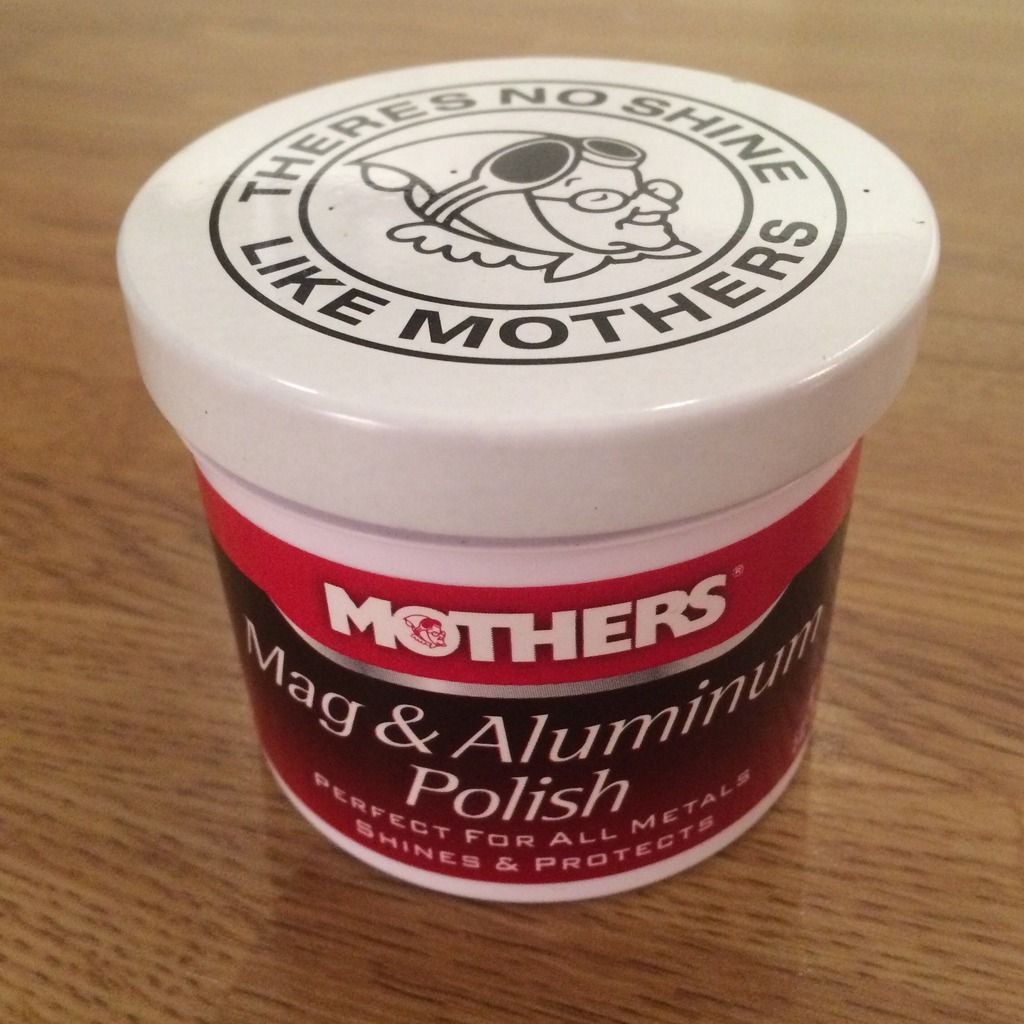 THERES NO SHINE
LIKE MOTHERS
MOTHERS®
Mag & Aluminum
Polish
PERFECT FOR ALL METALS
SHINES & PROTECTS